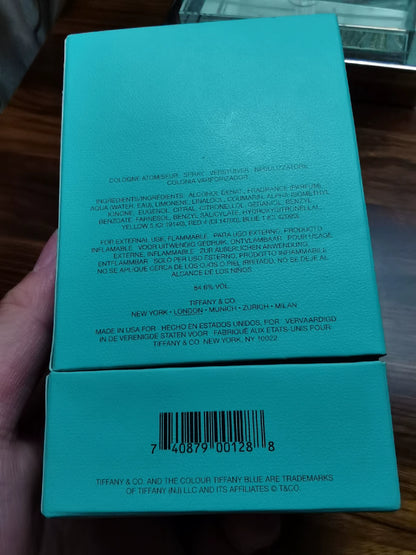 COLOGNE ATOMISEUR, SPRAY, VERSTUIVER, NEBULIZZATORE,
COLONIA VAPORIZADOR
INGREDIENTS/INGRÉDIENTS: ALCOHOL DENAT., FRAGRANCE (PARFUM),
AQUA (WATER, EAU), LIMONENE, LINALOOL, COUMARIN, ALPHA-ISOMETHYL
IONONE, EUGENOL, CITRAL, CITRONELLOL, GERANIOL, BENZYL
BENZOATE, FARNESOL, BENZYL SALICYLATE, HYDROXYCITRONELLAL,
YELLOW 5 (CI 19140), RED 4 (CI 14700), BLUE 1 (CI 42090).
FOR EXTERNAL USE, FLAMMABLE. PARA USO EXTERNO, PRODUCTO
INFLAMABLE. VOOR UITWENDIG GEBRUIK, ONTVLAMBAAR. POUR USAGE
EXTERNE, INFLAMMABLE. ZUR ÄUßERLICHEN ANWENDUNG,
ENTFLAMMBAR. SOLO PER USO ESTERNO, PRODOTTO INFIAMMABILE.
NO SE APLIQUE CERCA DE LOS OJOS O PIEL IRRITADO. NO SE DEJE AL
ALCANCE DE LOS NIÑOS
84.6% VOL.
TIFFANY & CO.
NEW YORK • LONDON • MUNICH • ZURICH • MILAN
MADE IN USA FOR HECHO EN ESTADOS UNIDOS, FOR VERVAARDIGD
IN DE VERENIGDE STATEN VOOR FABRIQUÉ AUX ETATS-UNIS POUR:
TIFFANY & CO. NEW YORK, NY 10022
7 40879 00128 8
TIFFANY & CO. AND THE COLOUR TIFFANY BLUE ARE TRADEMARKS
OF TIFFANY (NJ) LLC AND ITS AFFILIATES © T&CO.